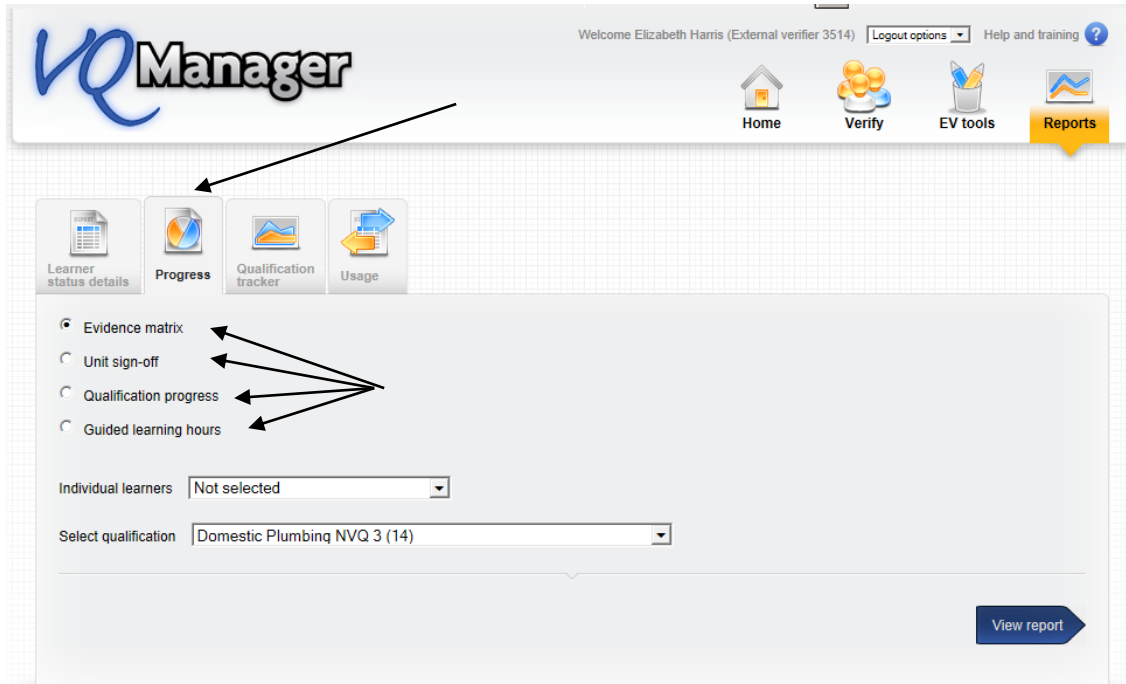 VQManager
Welcome Elizabeth Harris (External verifier 3514) Logout options Help and training ?
Home Verify EV tools Reports
Learner
status details
Progress
Qualification
tracker
Usage
Evidence matrix
Unit sign-off
Qualification progress
Guided learning hours
Individual learners Not selected
Select qualification Domestic Plumbing NVQ 3 (14)
View report